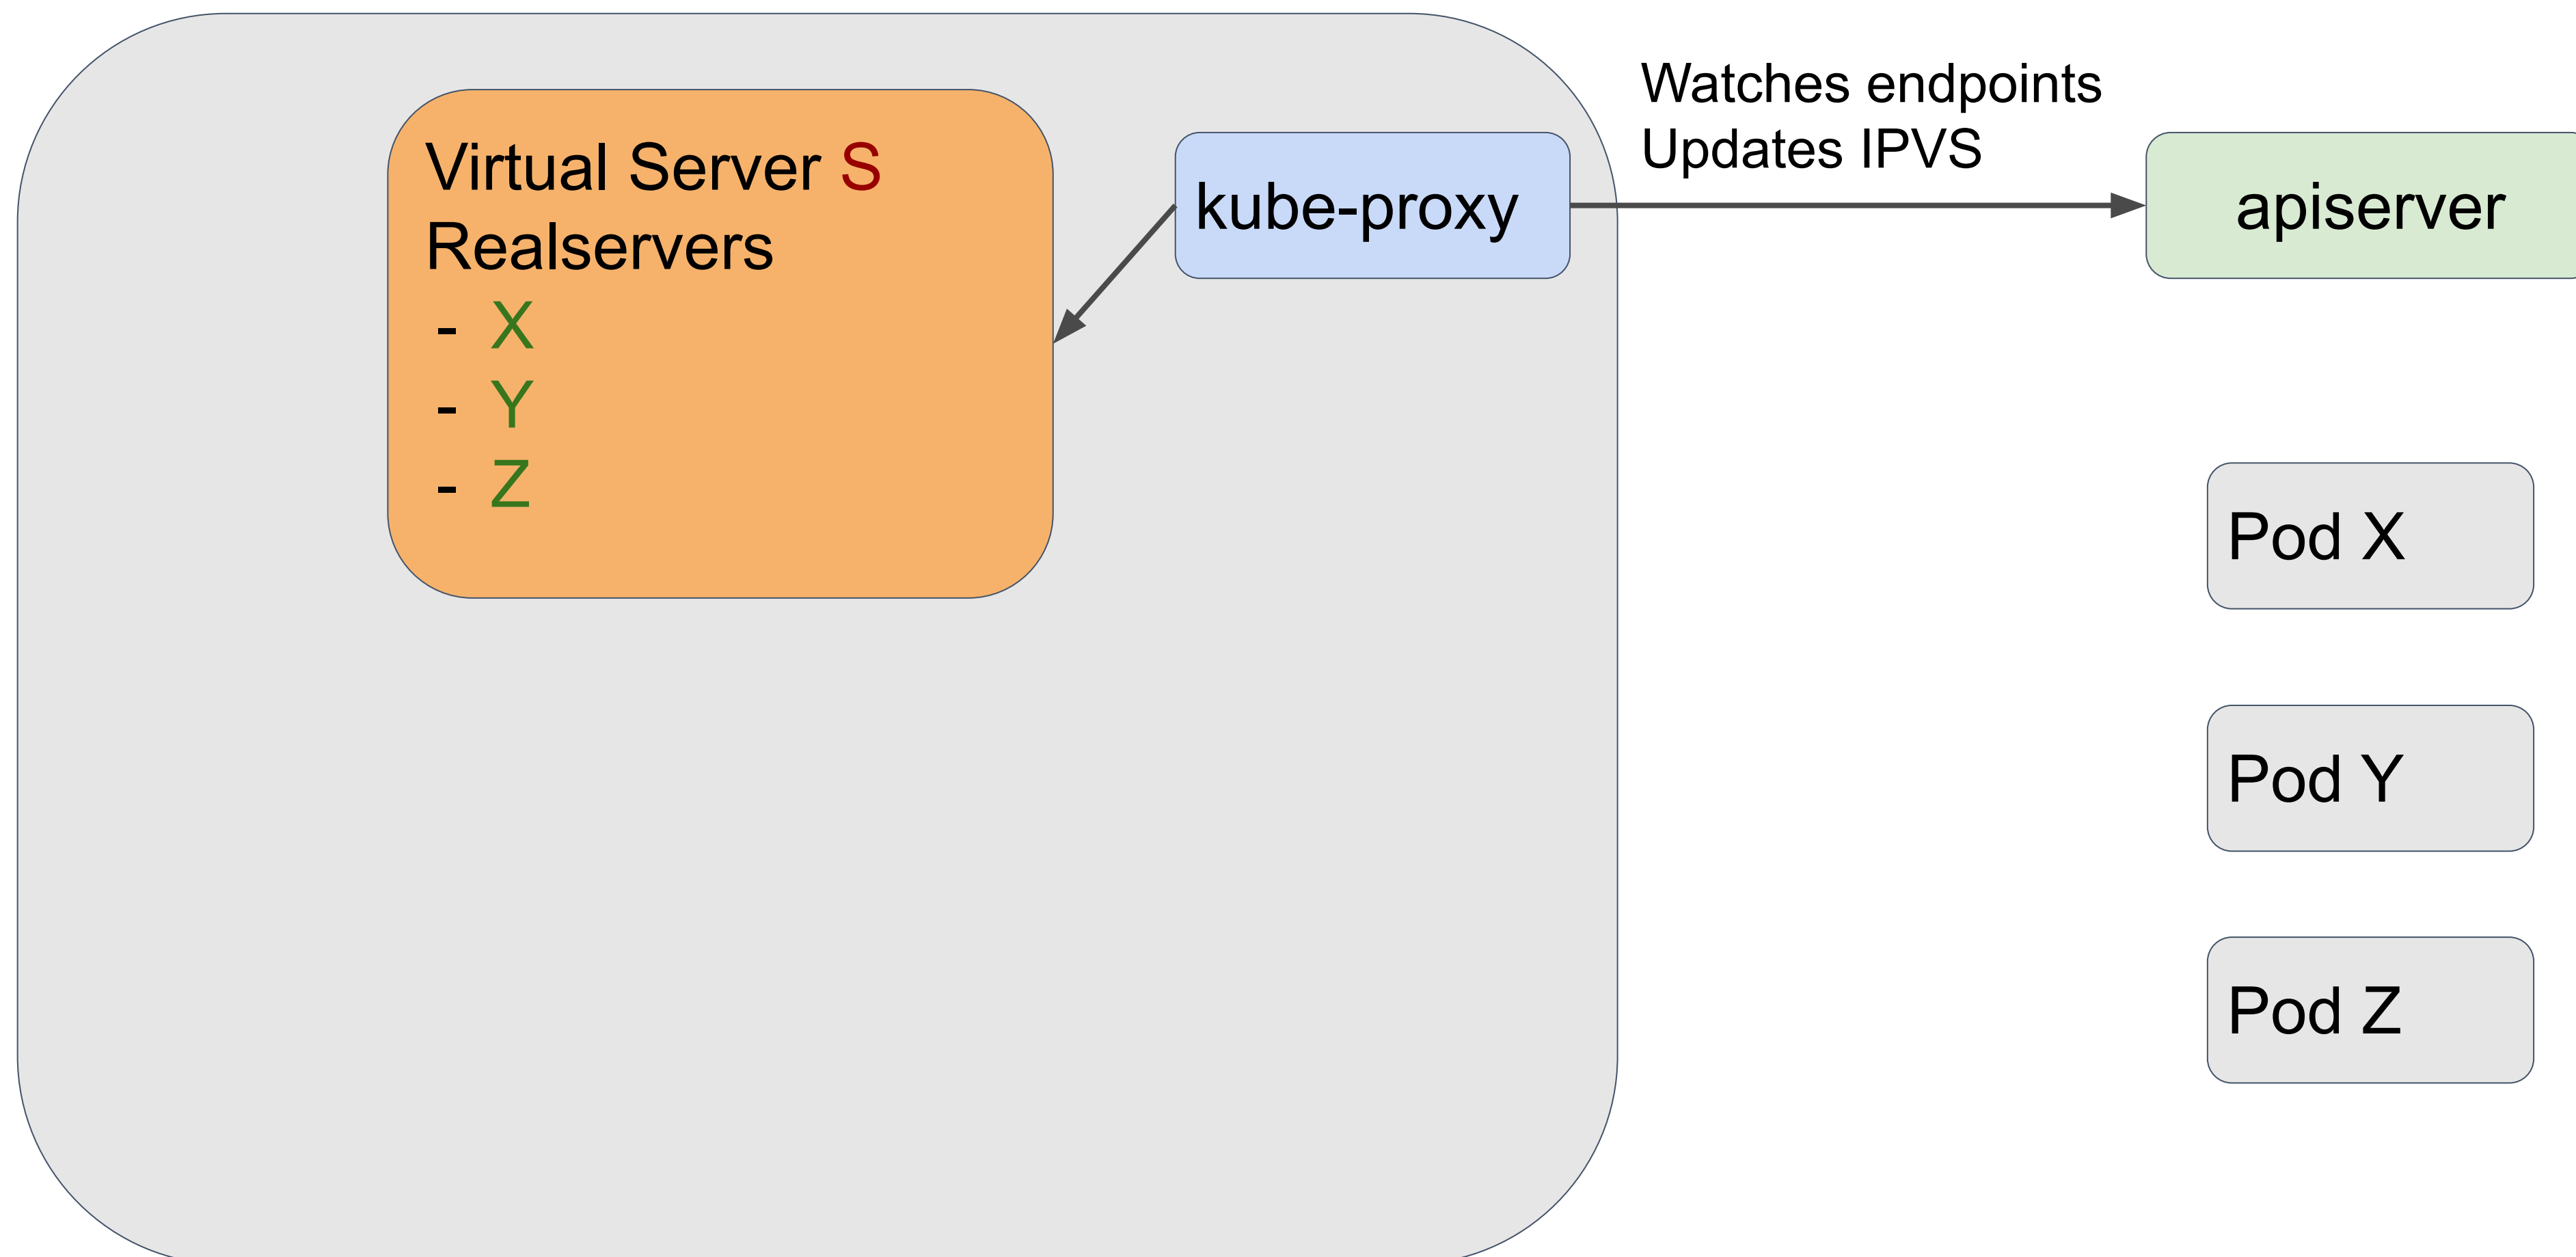 Virtual Server S
Realservers
- X
- Y
- Z
kube-proxy
Watches endpoints
Updates IPVS
apiserver
Pod X
Pod Y
Pod Z